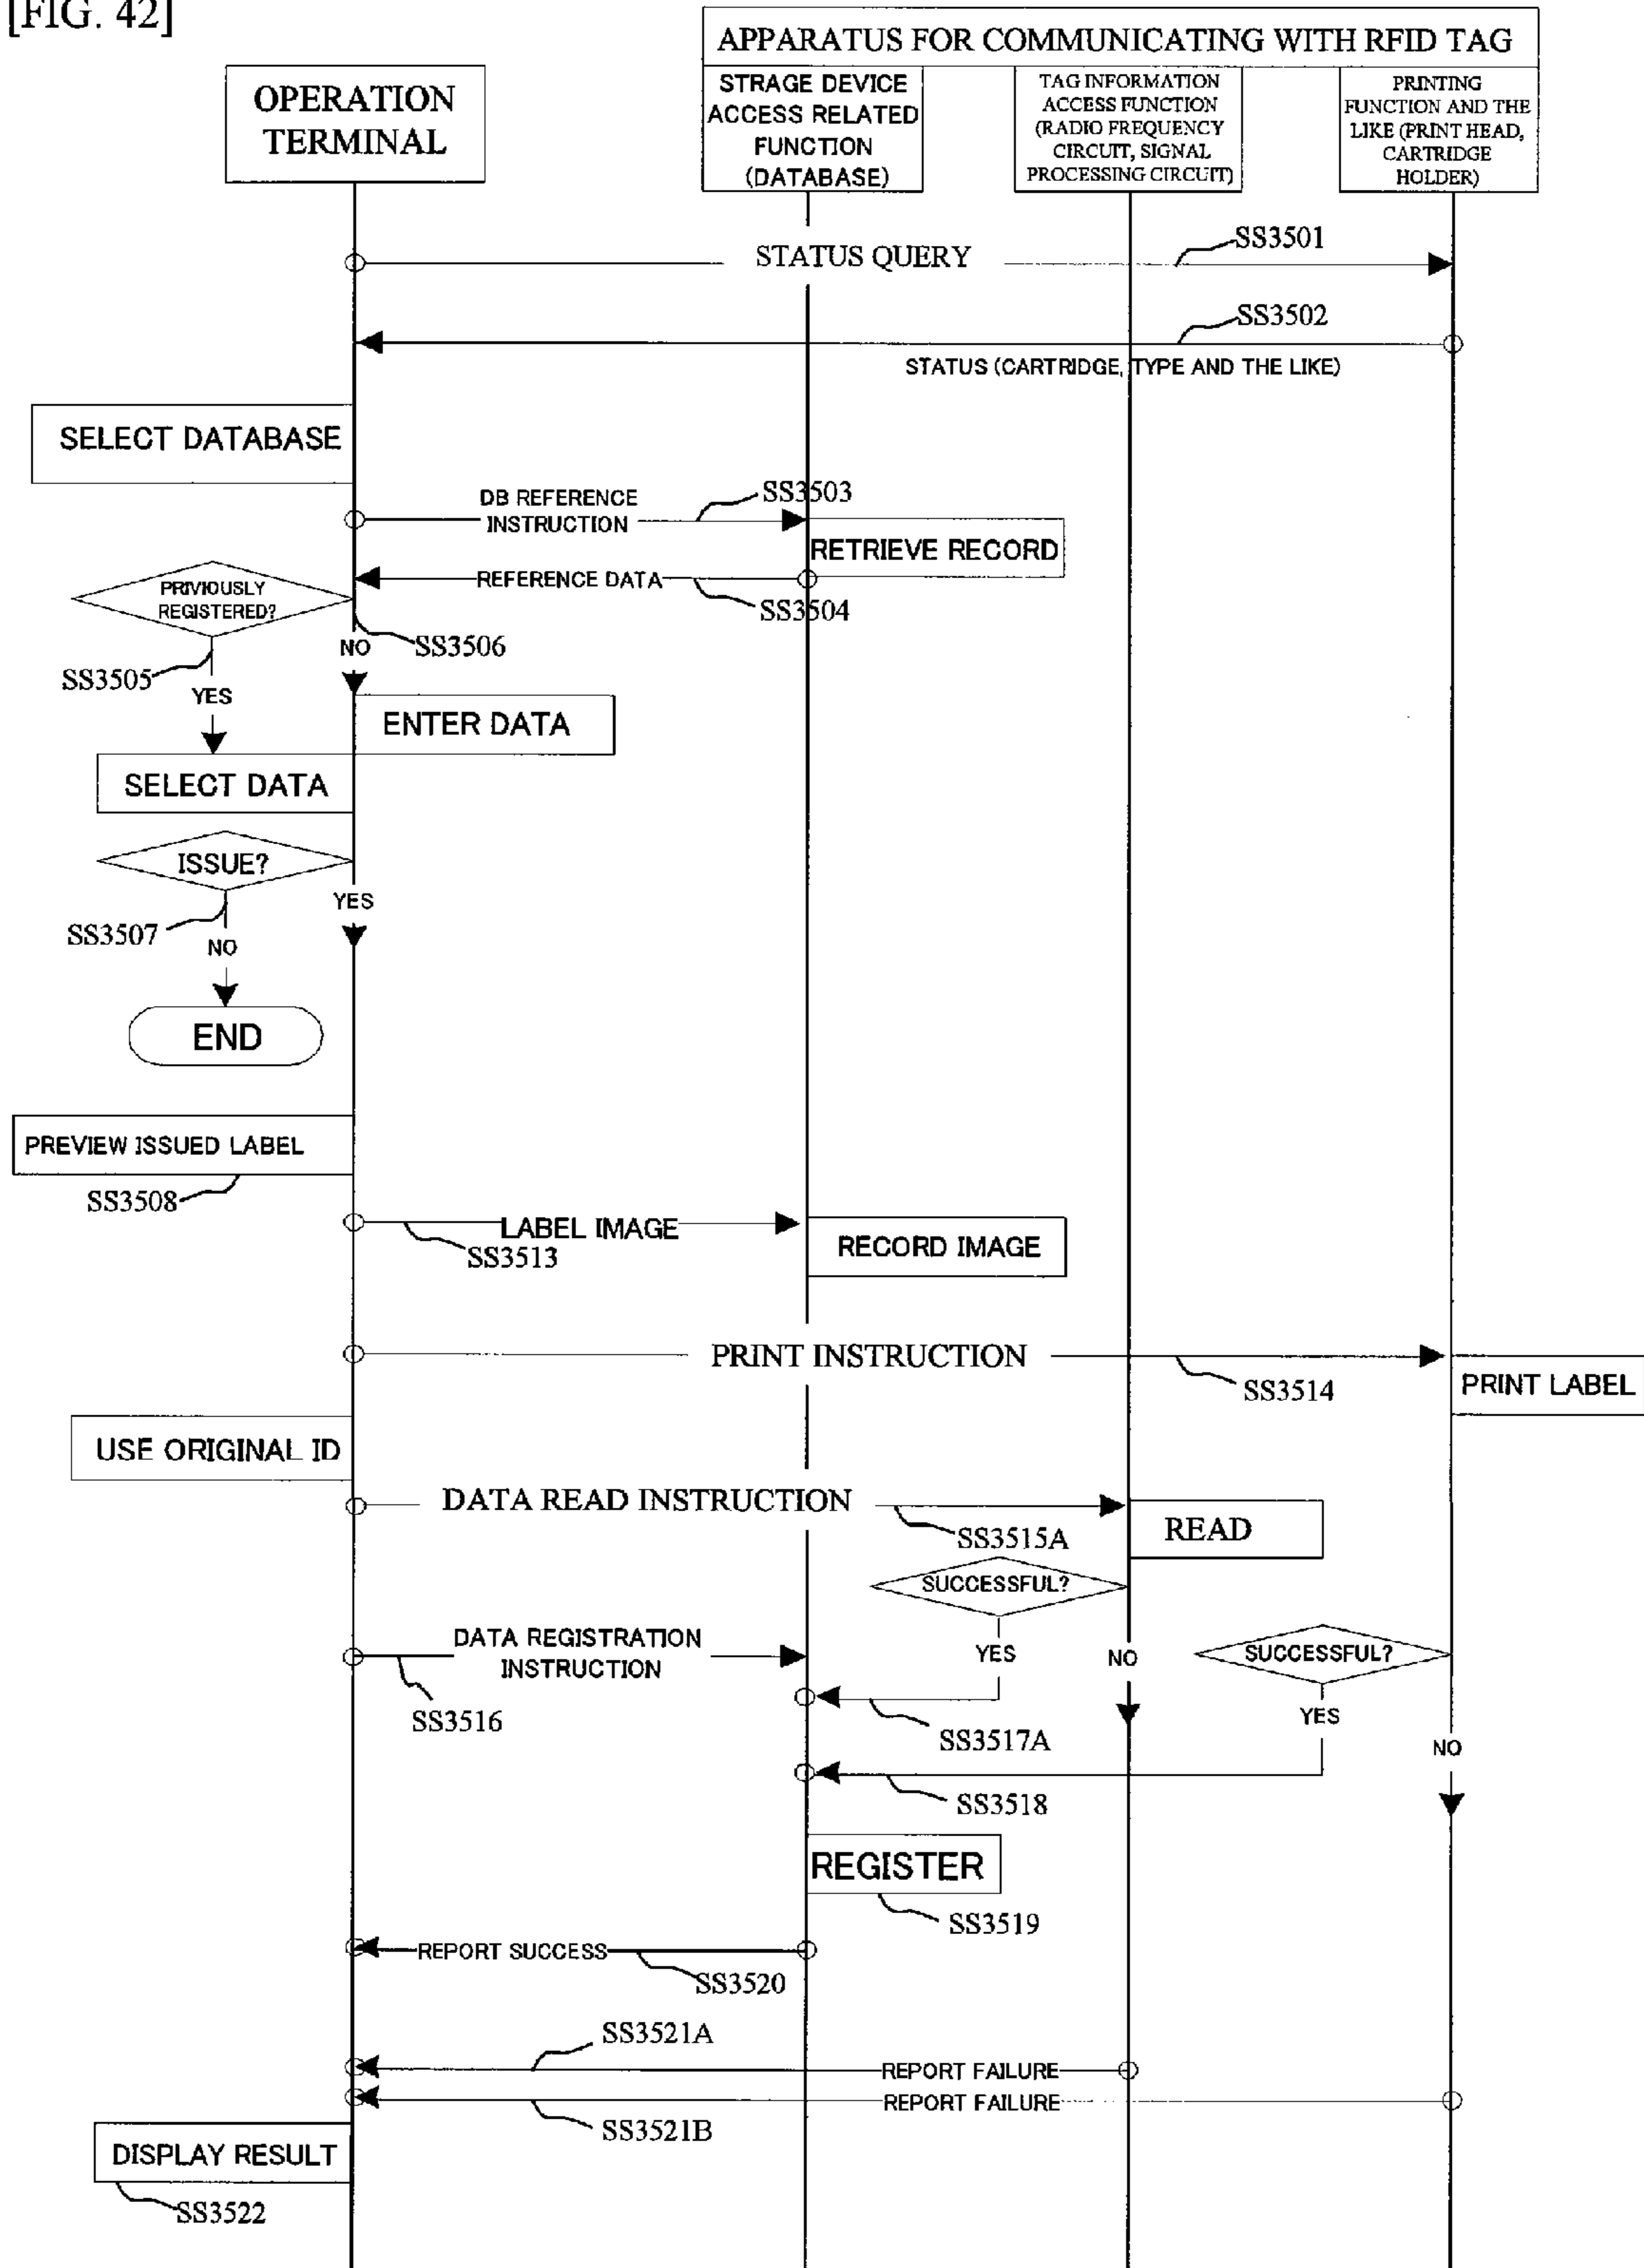 [FIG. 42]
APPARATUS FOR COMMUNICATING WITH RFID TAG
OPERATION
TERMINAL
STRAGE DEVICE
ACCESS RELATED
FUNCTION
(DATABASE)
TAG INFORMATION
ACCESS FUNCTION
(RADIO FREQUENCY
CIRCUIT, SIGNAL
PROCESSING CIRCUIT)
PRINTING
FUNCTION AND THE
LIKE (PRINT HEAD,
CARTRIDGE
HOLDER)
SS3501
STATUS QUERY
SS3502
STATUS (CARTRIDGE, TYPE AND THE LIKE)
SELECT DATABASE
DB REFERENCE
INSTRUCTION
SS3503
RETRIEVE RECORD
REFERENCE DATA
SS3504
PRIVIOUSLY
REGISTERED?
NO
SS3506
SS3505
YES
ENTER DATA
SELECT DATA
ISSUE?
YES
SS3507
NO
END
PREVIEW ISSUED LABEL
SS3508
LABEL IMAGE
SS3513
RECORD IMAGE
PRINT INSTRUCTION
SS3514
PRINT LABEL
USE ORIGINAL ID
DATA READ INSTRUCTION
SS3515A
READ
SUCCESSFUL?
DATA REGISTRATION
INSTRUCTION
SS3516
YES
NO
SUCCESSFUL?
YES
SS3517A
NO
SS3518
REGISTER
SS3519
REPORT SUCCESS
SS3520
SS3521A
REPORT FAILURE
REPORT FAILURE
SS3521B
DISPLAY RESULT
SS3522